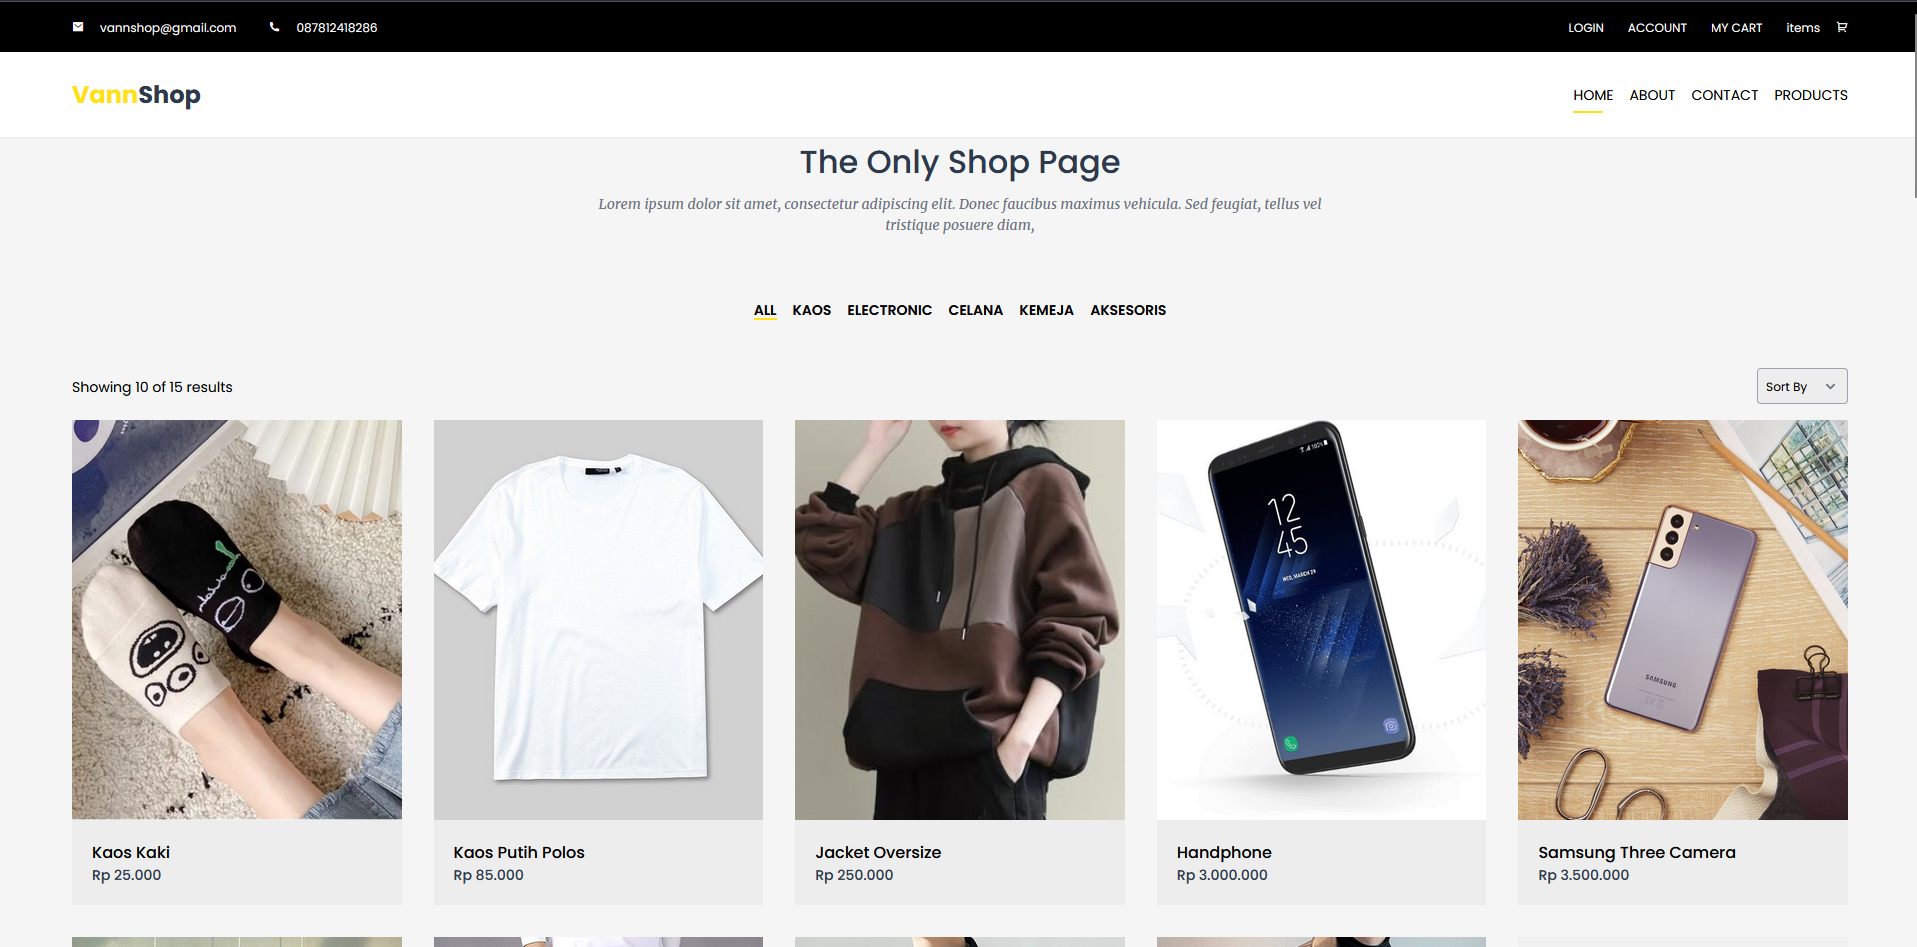 vannshop@gmail.com 087812418286 LOGIN ACCOUNT MY CART items
VannShop HOME ABOUT CONTACT PRODUCTS
The Only Shop Page
Lorem ipsum dolor sit amet, consectetur adipiscing elit. Donec faucibus maximus vehicula. Sed feugiat, tellus vel
tristique posuere diam,
ALL KAOS ELECTRONIC CELANA KEMEJA AKSESORIS
Showing 10 of 15 results Sort By
100%
12
45
WED, MARCH 29
SAMSUNG
Kaos Kaki
Rp 25.000
Kaos Putih Polos
Rp 85.000
Jacket Oversize
Rp 250.000
Handphone
Rp 3.000.000
Samsung Three Camera
Rp 3.500.000